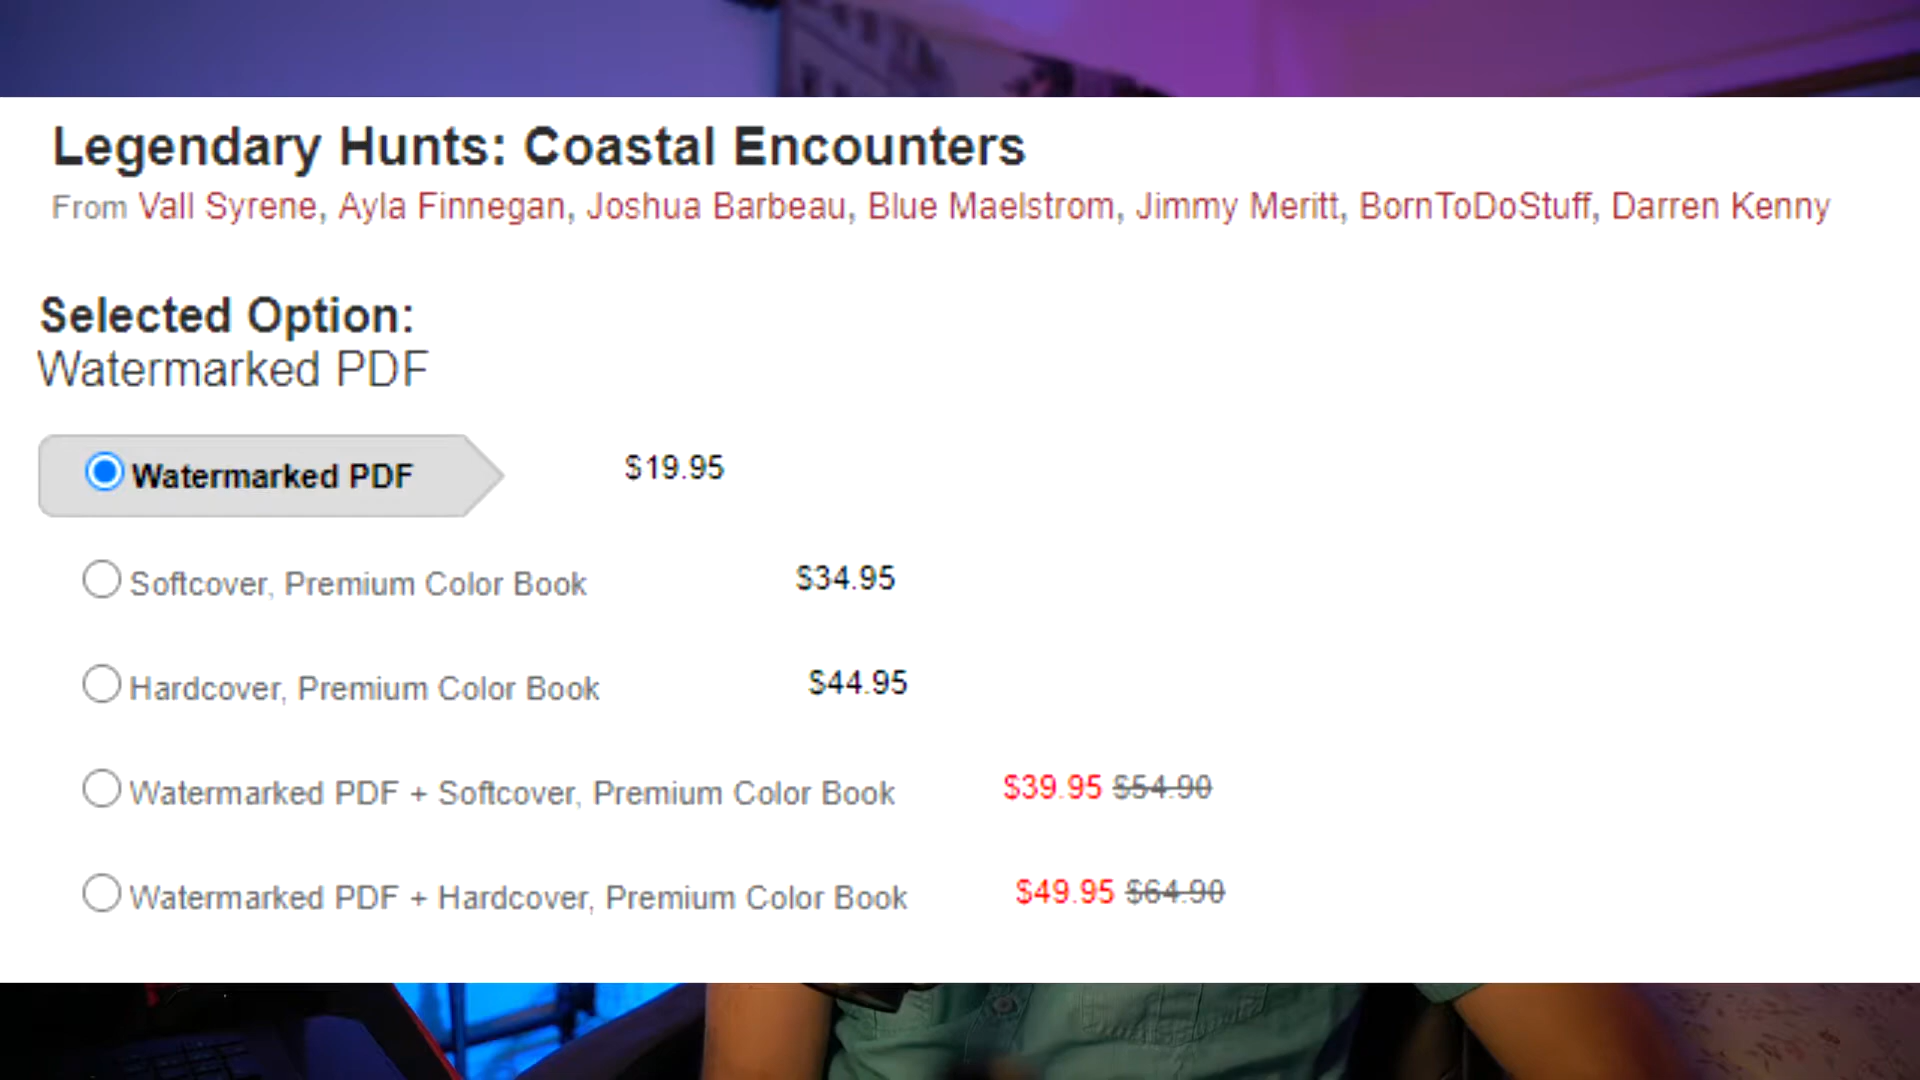 Legendary Hunts: Coastal Encounters
From Vall Syrene, Ayla Finnegan, Joshua Barbeau, Blue Maelstrom, Jimmy Meritt, BornToDoStuff, Darren Kenny
Selected Option:
Watermarked PDF
Watermarked PDF $19.95
Softcover, Premium Color Book $34.95
Hardcover, Premium Color Book $44.95
Watermarked PDF + Softcover, Premium Color Book $39.95 $54.90
Watermarked PDF + Hardcover, Premium Color Book $49.95 $64.90